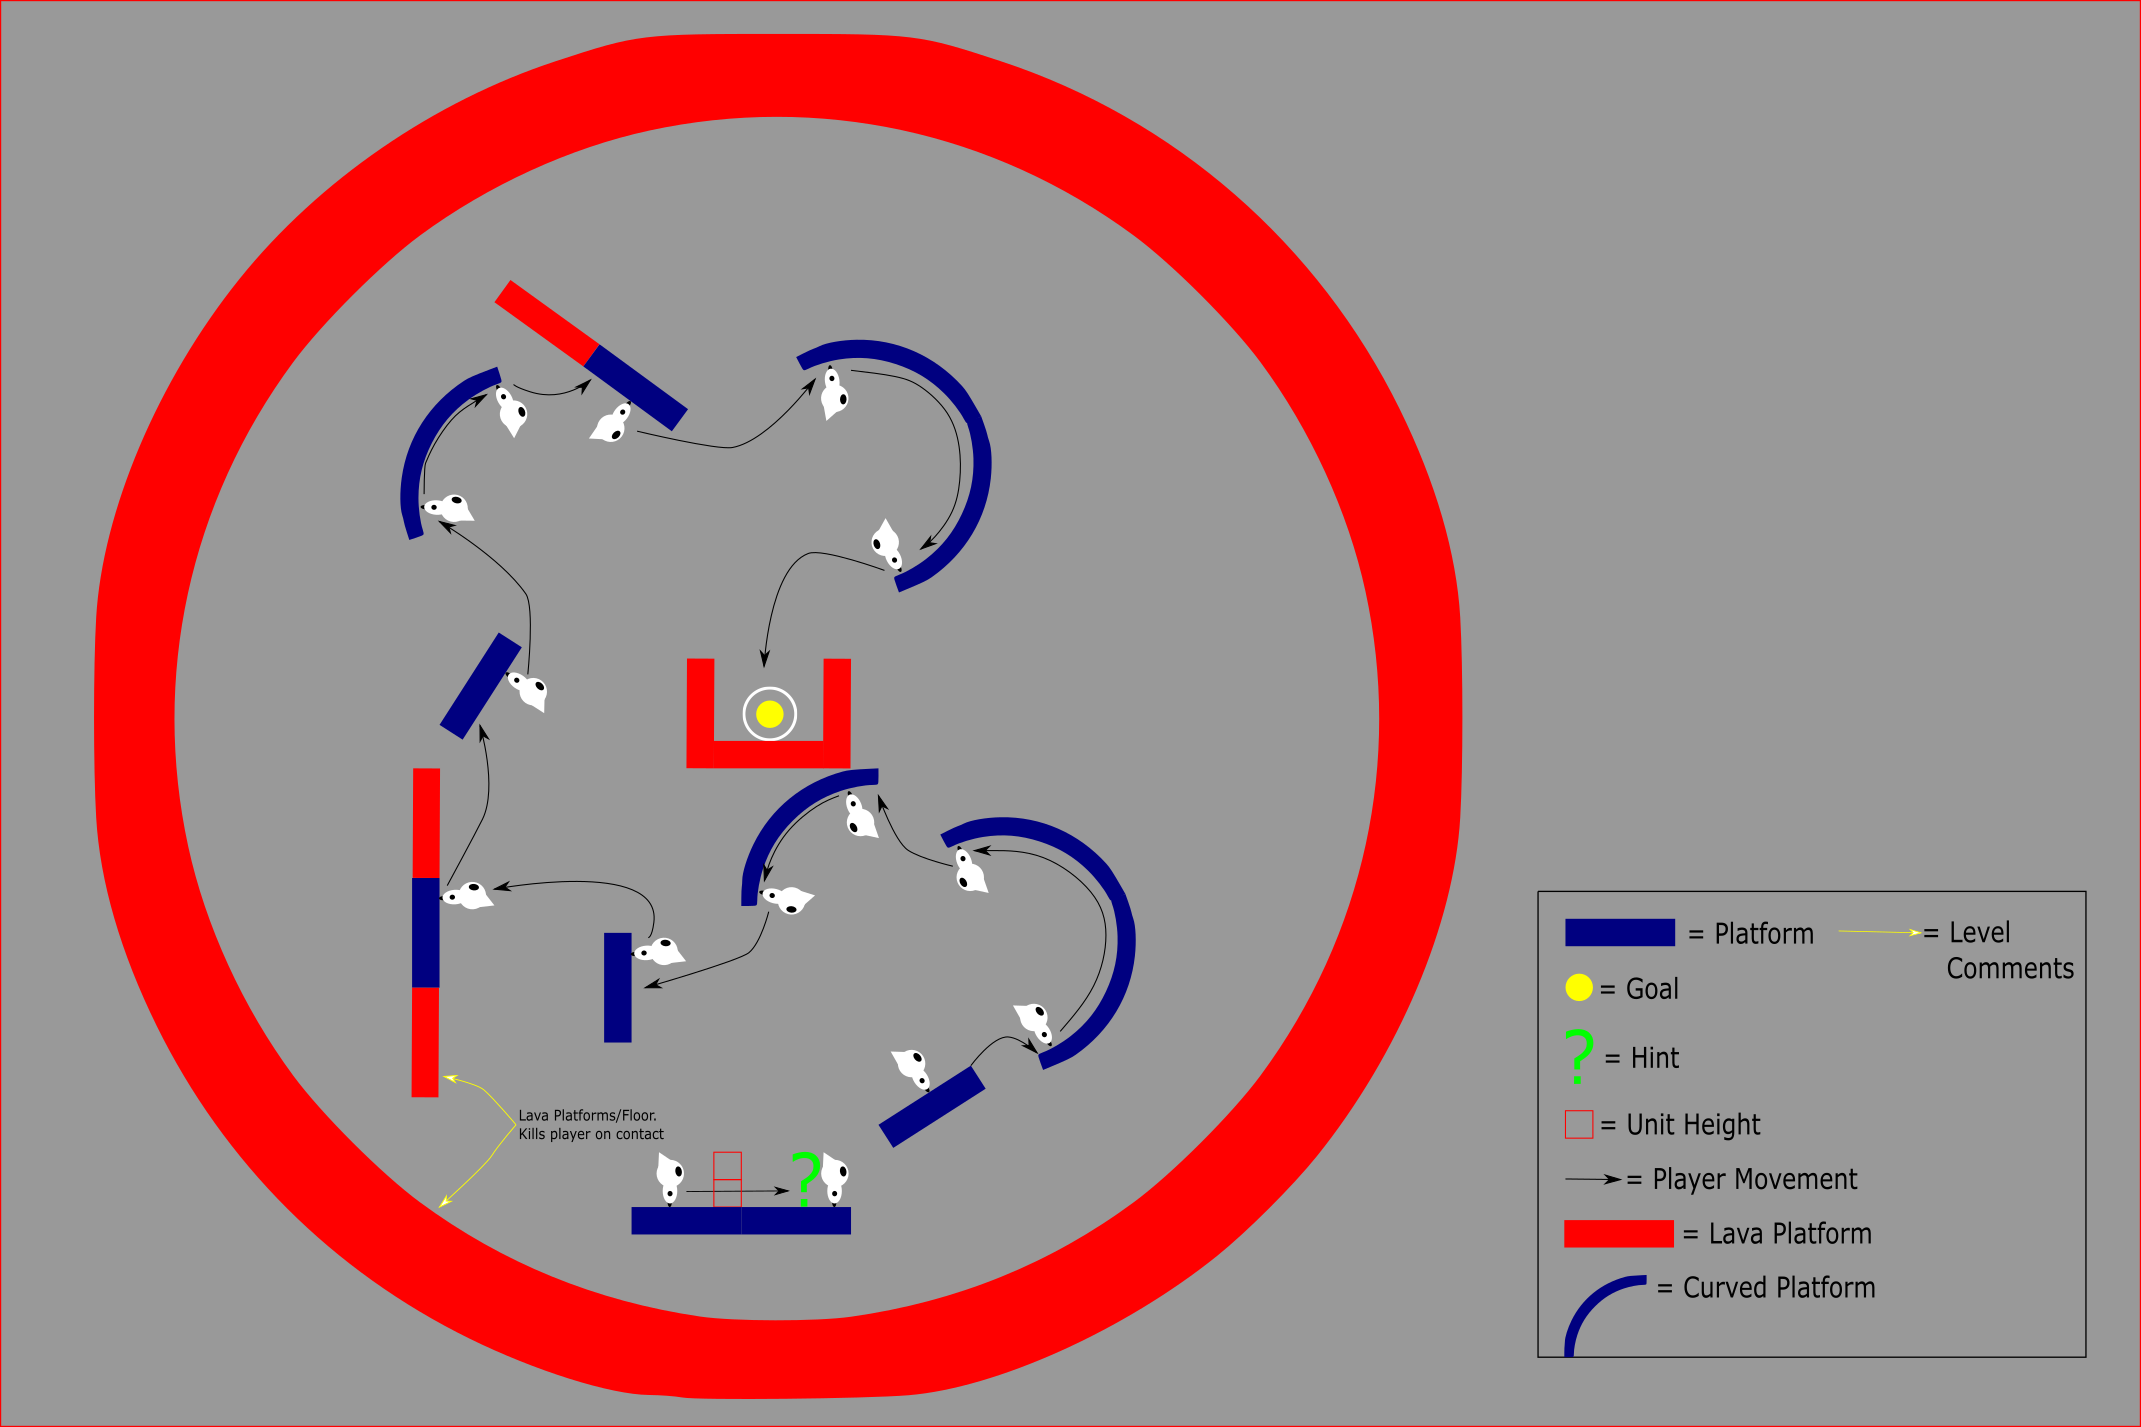 Lava Platforms/Floor.
Kills player on contact
?
= Platform
= Level
Comments
= Goal
? = Hint
= Unit Height
= Player Movement
= Lava Platform
= Curved Platform